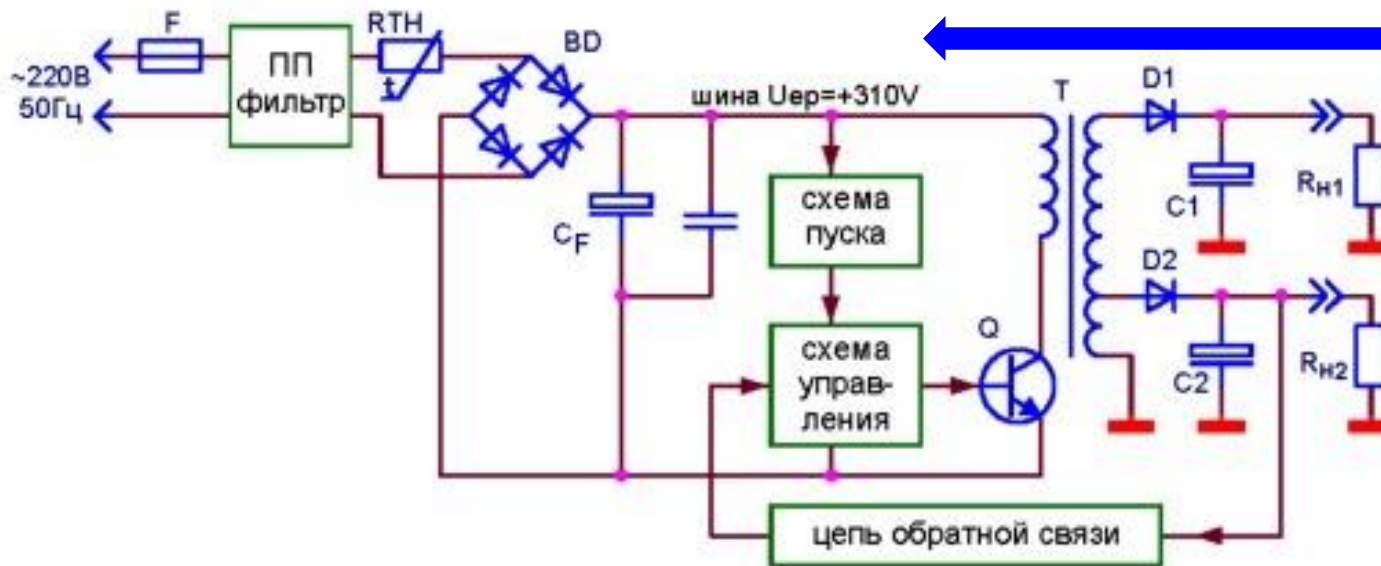 F
RTH
BD
~220В
50Гц
ПП
фильтр
t
шина Uep=+310V
T
D1
CF
схема
пуска
C1
Rн1
D2
схема
управ-
ления
Q
C2
Rн2
цепь обратной связи